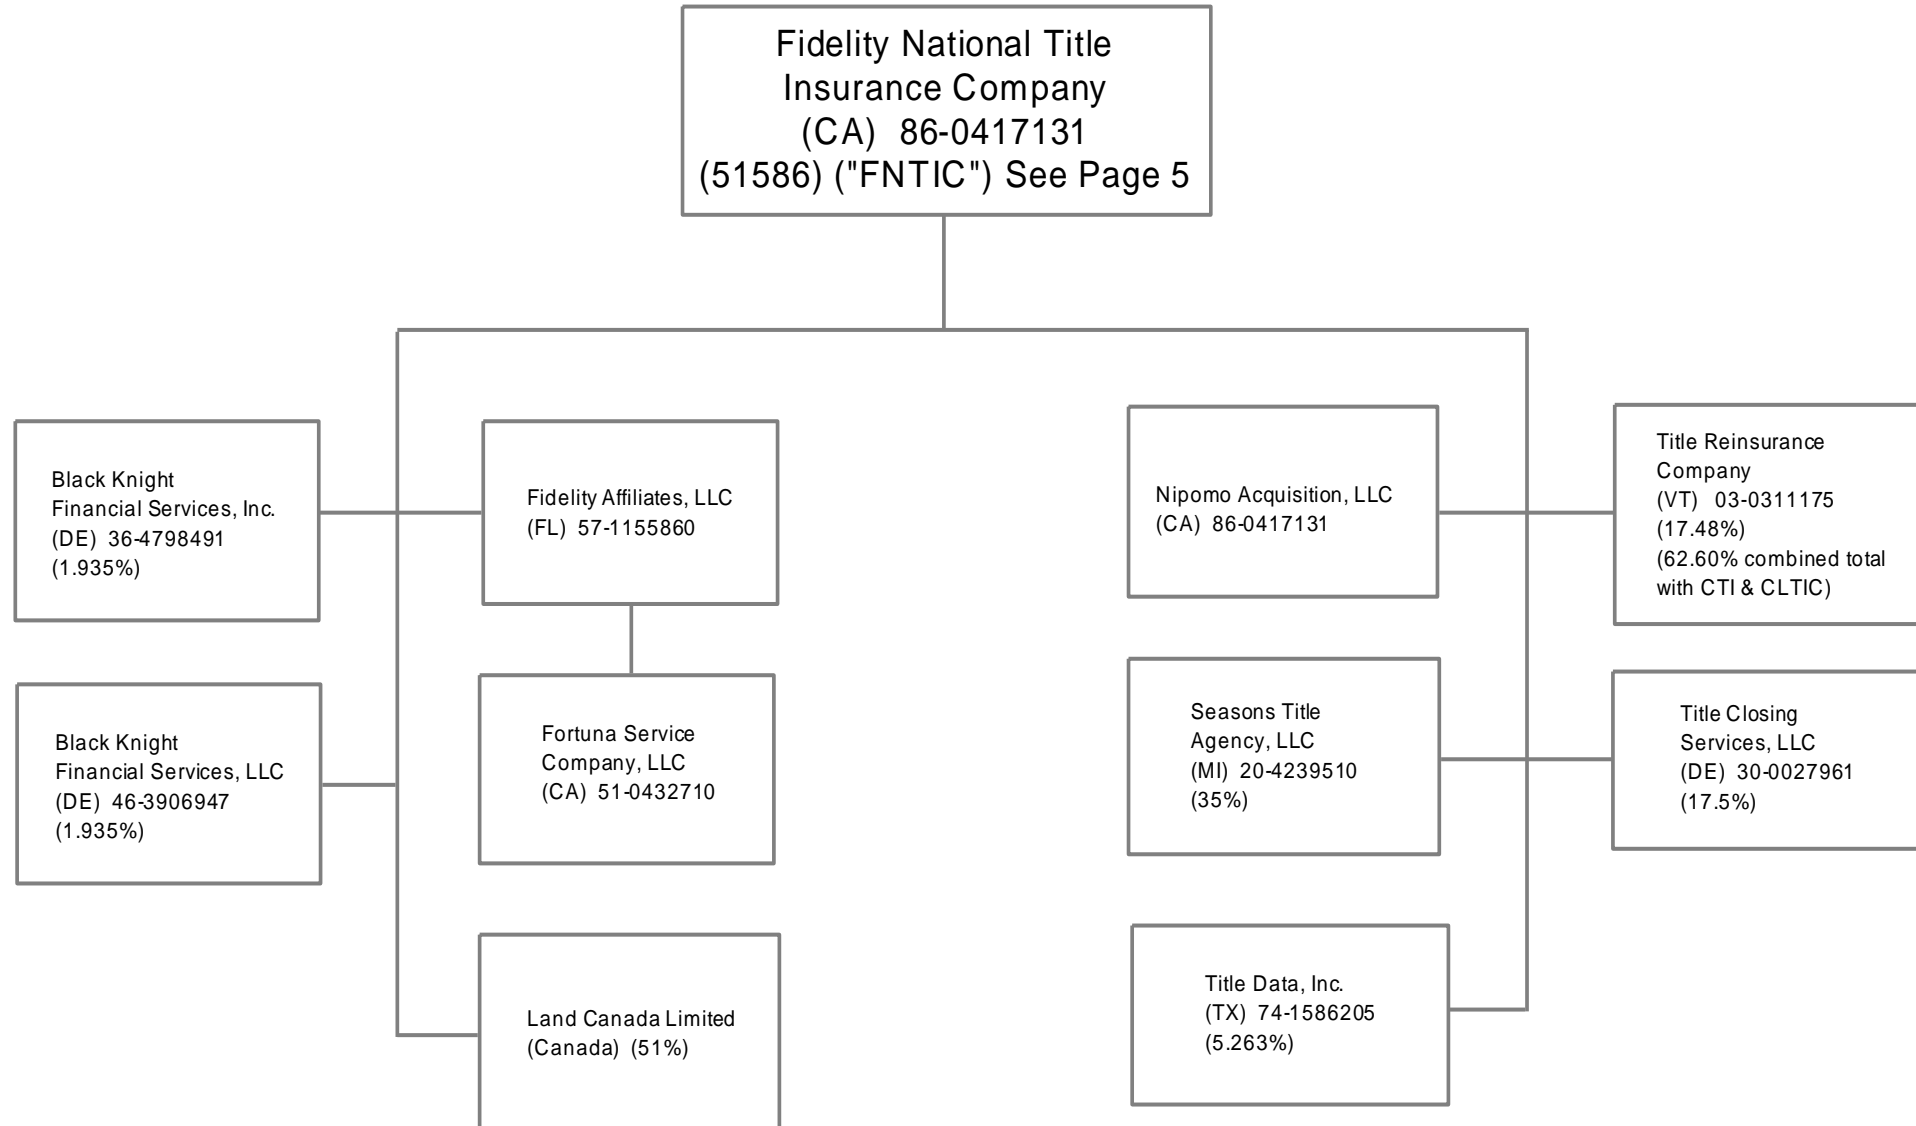 Fidelity National Title
Insurance Company
(CA) 86-0417131
(51586) ("FNTIC") See Page 5
Black Knight
Financial Services, Inc.
(DE) 36-4798491
(1.935%)
Fidelity Affiliates, LLC
(FL) 57-1155860
Nipomo Acquisition, LLC
(CA) 86-0417131
Title Reinsurance
Company
(VT) 03-0311175
(17.48%)
(62.60% combined total
with CTI & CLTIC)
Black Knight
Financial Services, LLC
(DE) 46-3906947
(1.935%)
Fortuna Service
Company, LLC
(CA) 51-0432710
Seasons Title
Agency, LLC
(MI) 20-4239510
(35%)
Title Closing
Services, LLC
(DE) 30-0027961
(17.5%)
Land Canada Limited
(Canada) (51%)
Title Data, Inc.
(TX) 74-1586205
(5.263%)